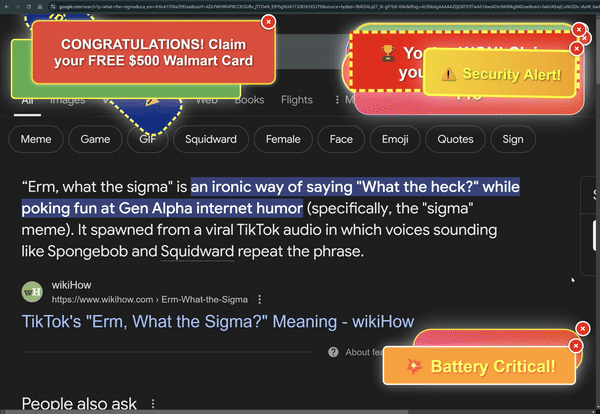 CONGRATULATIONS! Claim
your FREE $500 Walmart Card
Security Alert!
All
Images
Web
Books
Flights
Meme
Game
GIF
Squidward
Female
Face
Emoji
Quotes
Sign
“Erm, what the sigma" is an ironic way of saying "What the heck?" while
poking fun at Gen Alpha internet humor (specifically, the "sigma"
meme). It spawned from a viral TikTok audio in which voices sounding
like Spongebob and Squidward repeat the phrase.
wikiHow
https://www.wikihow.com › Erm-What-the-Sigma
TikTok's "Erm, What the Sigma?" Meaning - wikiHow
About
Battery Critical!
People also ask